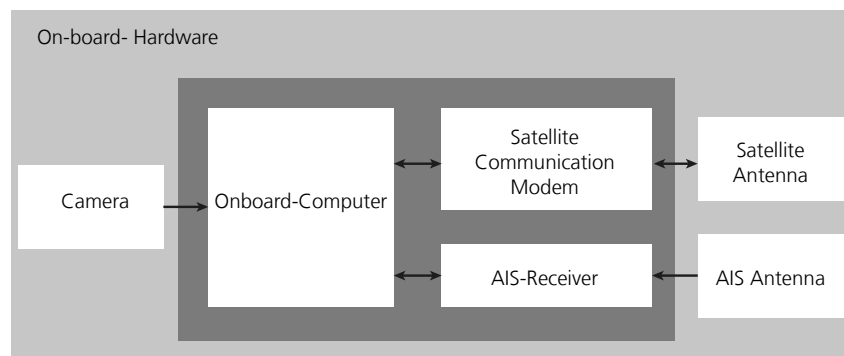 On-board- Hardware
Camera
Onboard-Computer
Satellite
Communication
Modem
Satellite
Antenna
AIS-Receiver
AIS Antenna